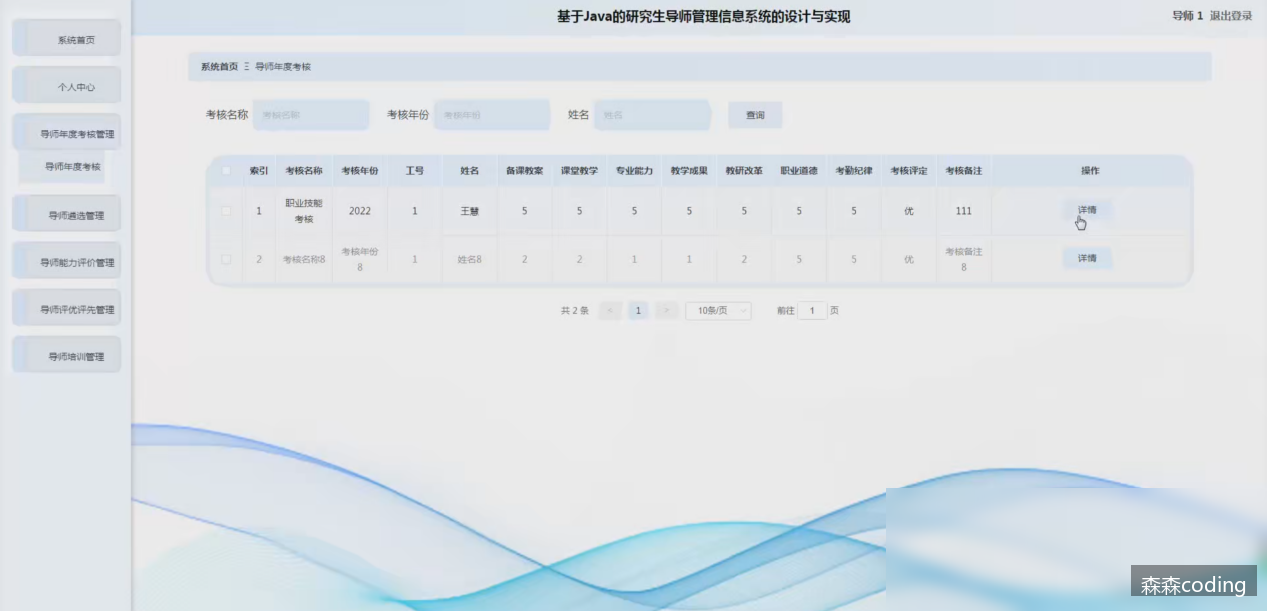 基于Java的研究生导师管理信息系统的设计与实现
导师 1 退出登录
系统首页
个人中心
导师年度考核管理
导师年度考核
导师遴选管理
导师能力评价管理
导师评优评先管理
导师培训管理
系统首页 Ξ 导师年度考核
考核名称 考核名称 考核年份 考核年份 姓名 姓名 查询
索引 考核名称 考核年份 工号 姓名 备课教案 课堂教学 专业能力 教学成果 教研改革 职业道德 考勤纪律 考核评定 考核备注 操作
1 职业技能考核 2022 1 王慧 5 5 5 5 5 5 5 优 111 详情
2 考核名称8 考核年份8 1 姓名8 2 2 1 1 2 5 5 优 考核备注8 详情
共 2 条 < 1 > 10条/页 前往 1 页
森森coding